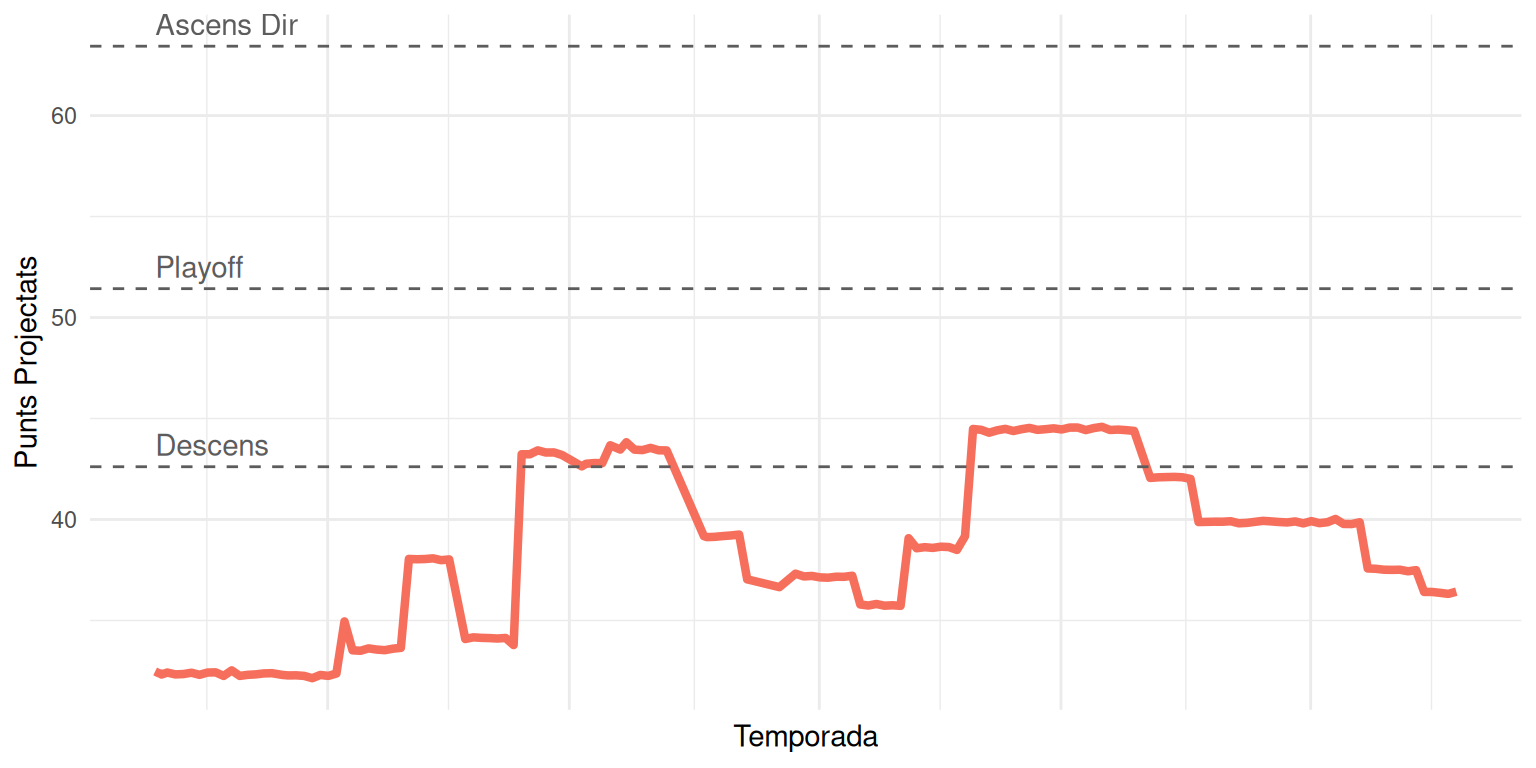 Ascens Dir
60
Playoff
50
Descens
40
Punts Projectats
Temporada